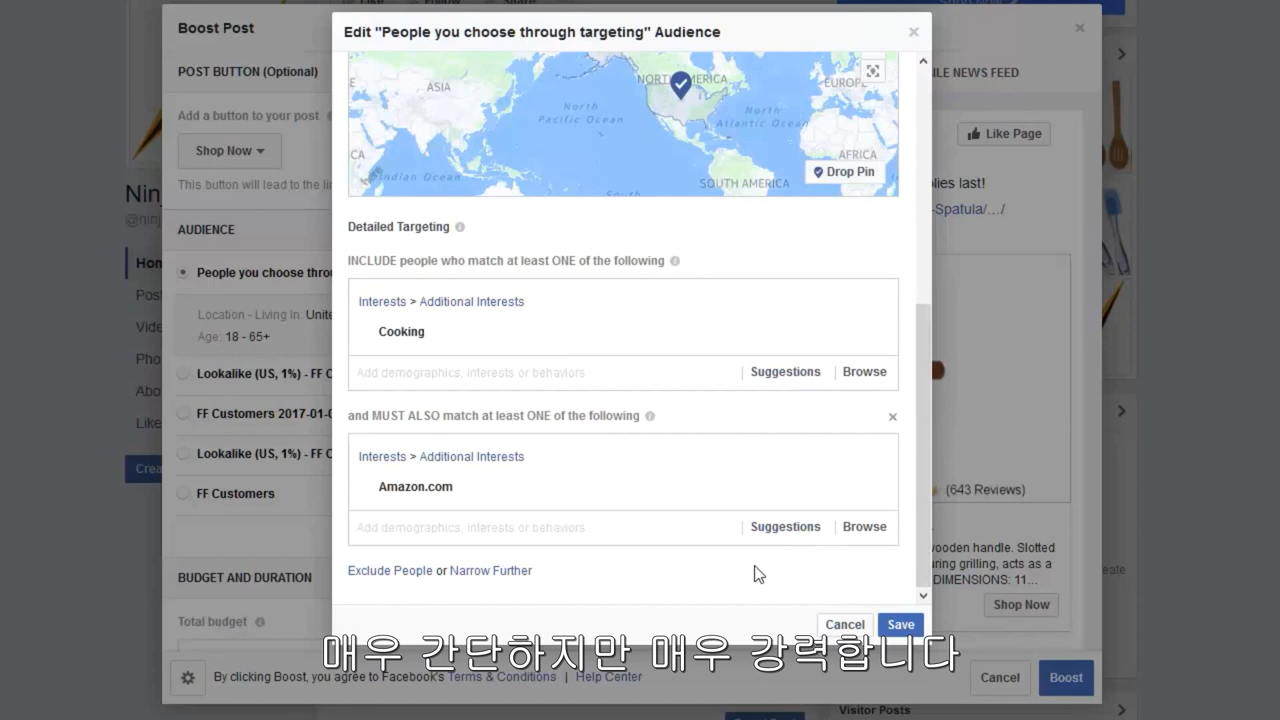 Boost Post
Edit "People you choose through targeting" Audience
POST BUTTON (Optional)
Add a button to your post
Shop Now
This button will lead to the
AUDIENCE
People you choose
Location - Living In:
Age: 18 - 65+
Lookalike (US, 1%) - FF
FF Customers
Lookalike (US, 1%) - FF
FF Customers
BUDGET AND DURATION
Total budget
ASIA
NORTH AMERICA
EUROPE
North
Pacific Ocean
North
Atlantic Ocean
AFRICA
Indian Ocean
SOUTH AMERICA
Drop Pin
Detailed Targeting
INCLUDE people who match at least ONE of the following
Interests > Additional Interests
Cooking
Add demographics, interests or behaviors
Suggestions
Browse
and MUST ALSO match at least ONE of the following
Interests > Additional Interests
Amazon.com
Add demographics, interests or behaviors
Suggestions
Browse
Exclude People or Narrow Further
Cancel
Save
NEWS FEED
Like Page
last!
-Spatula/…/
(643 Reviews)
wooden handle. Slotted
grilling, acts as a
DIMENSIONS: 11...
Shop Now
매우 간단하지만 매우 강력합니다
By clicking Boost, you agree to Facebook's Terms & Conditions | Help Center
Cancel
Boost
Visitor Posts